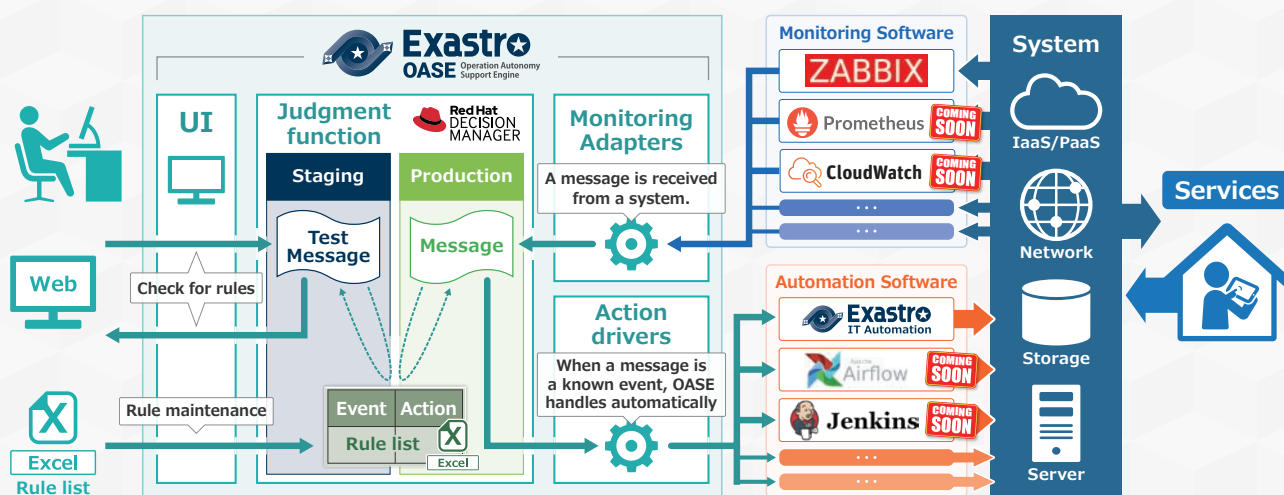 Exastro
OASE Operation Autonomy
Support Engine
UI
Judgment
function
Red Hat
DECISION
MANAGER
Staging
Production
Test
Message
Message
Web
Check for rules
Rule maintenance
Event Action
Rule list
Excel
Excel
Rule list
Monitoring
Adapters
A message is received
from a system.
Action
drivers
When a message is
a known event, OASE
handles automatically
Monitoring Software
ZABBIX
Prometheus
COMING
SOON
CloudWatch
COMING
SOON
...
...
Automation Software
Exastro
IT Automation
APACHE
Airflow
COMING
SOON
Jenkins
COMING
SOON
...
...
System
IaaS/PaaS
Network
Storage
Server
Services